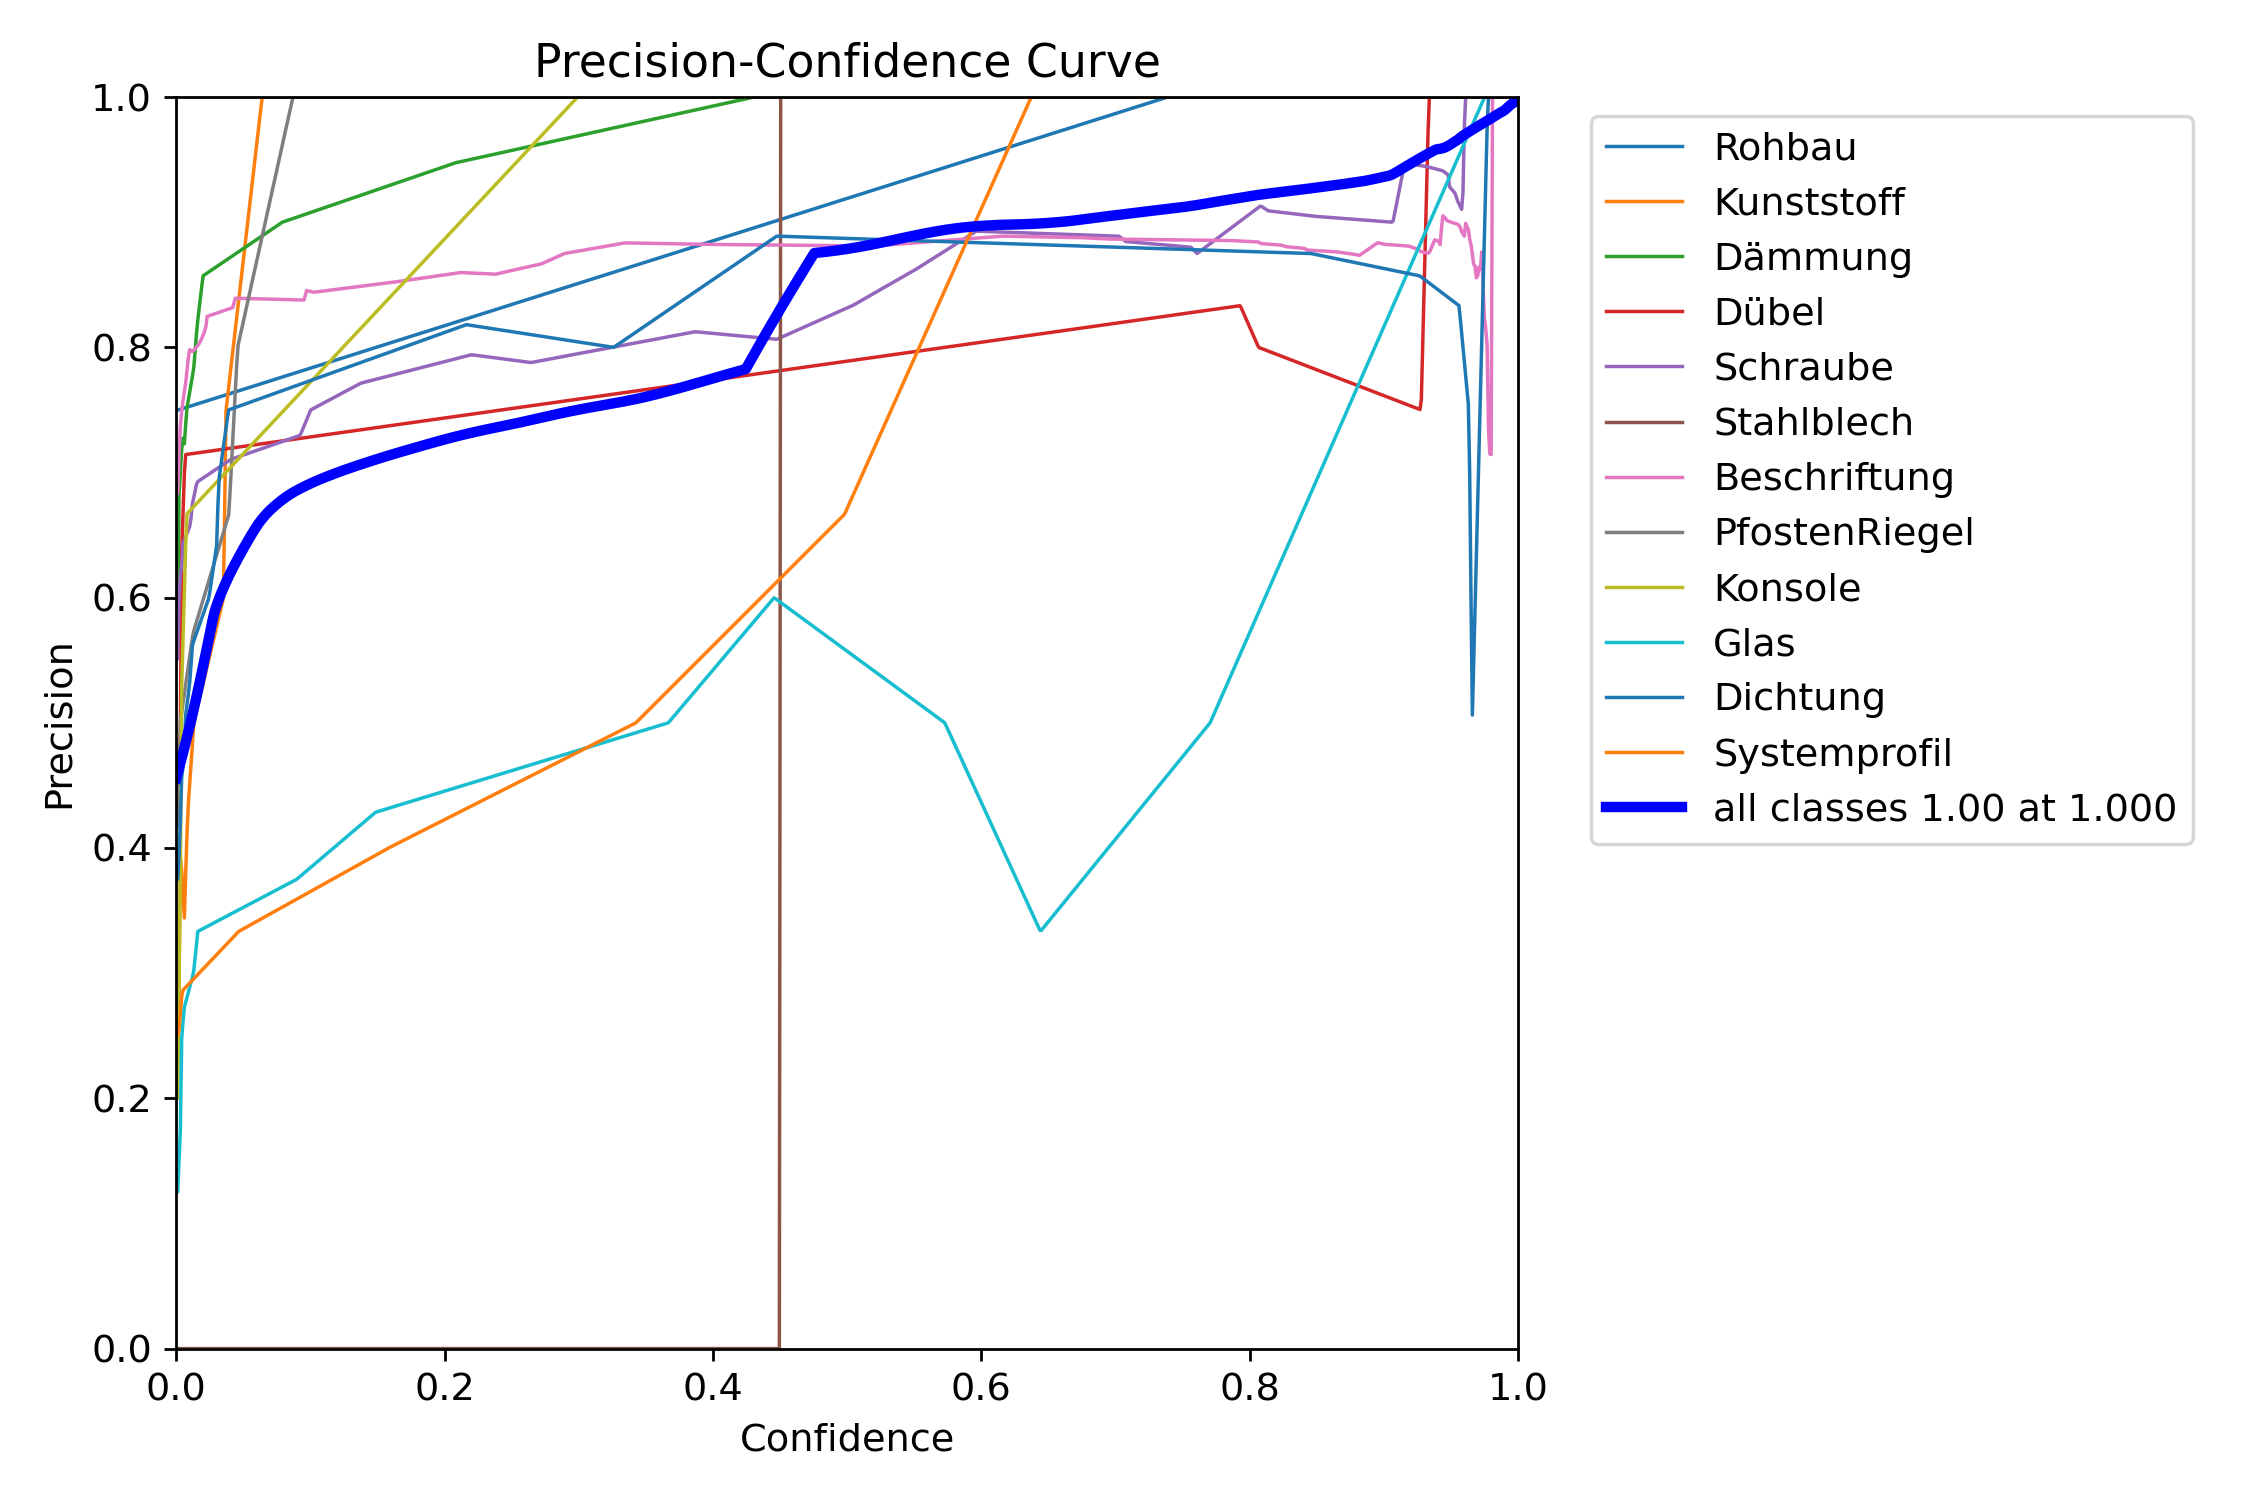 Precision-Confidence Curve
1.0
0.8
0.6
0.4
0.2
0.0
Precision
0.0 0.2 0.4 0.6 0.8 1.0
Confidence
Rohbau
Kunststoff
Dämmung
Dübel
Schraube
Stahlblech
Beschriftung
PfostenRiegel
Konsole
Glas
Dichtung
Systemprofil
all classes 1.00 at 1.000